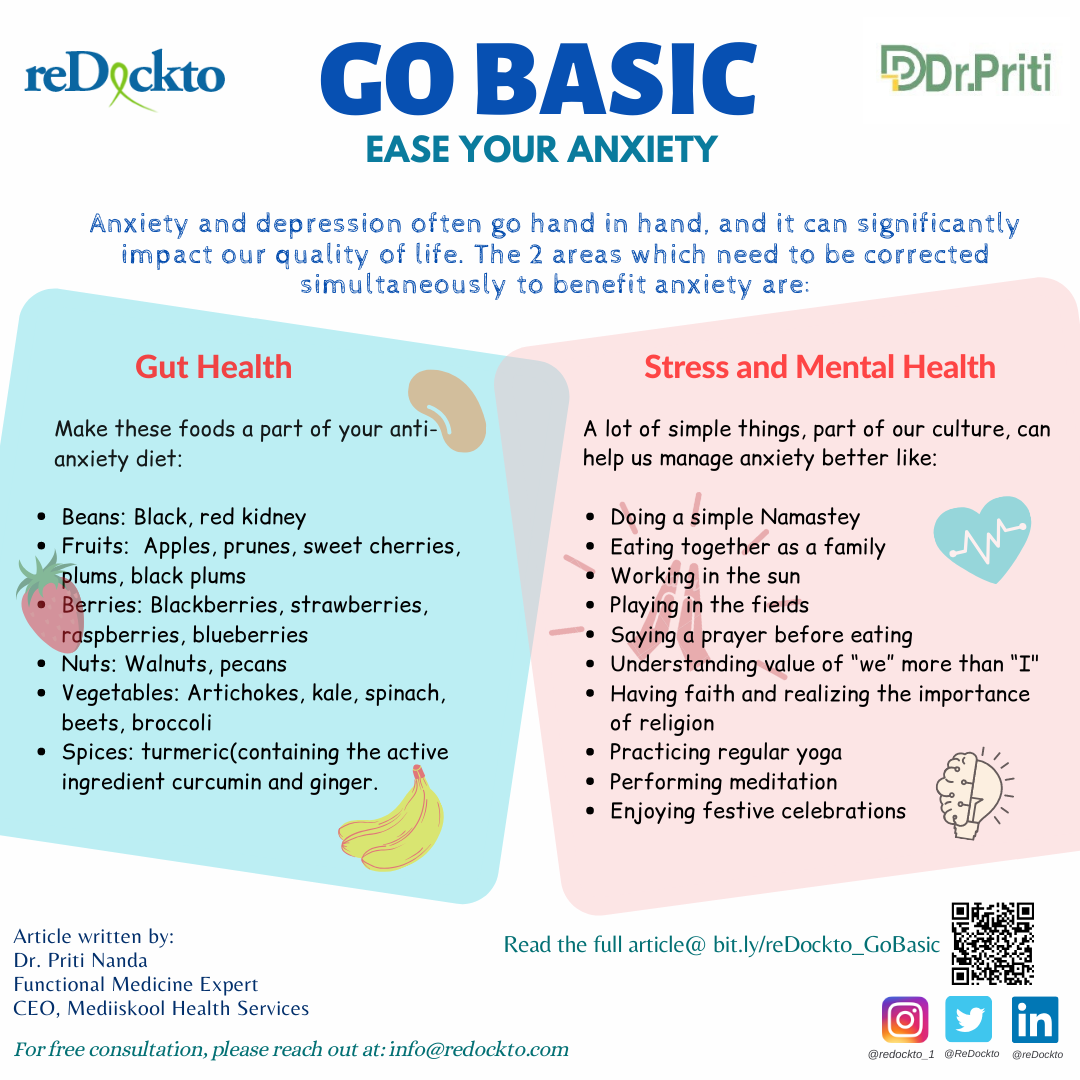 reDockto
GO BASIC
DDr.Priti
EASE YOUR ANXIETY
Anxiety and depression often go hand in hand, and it can significantly
impact our quality of life. The 2 areas which need to be corrected
simultaneously to benefit anxiety are:
Gut Health
Make these foods a part of your anti-
anxiety diet:
• Beans: Black, red kidney
• Fruits:  Apples, prunes, sweet cherries,
plums, black plums
• Berries: Blackberries, strawberries,
raspberries, blueberries
• Nuts: Walnuts, pecans
• Vegetables: Artichokes, kale, spinach,
beets, broccoli
• Spices: turmeric(containing the active
ingredient curcumin and ginger.
Stress and Mental Health
A lot of simple things, part of our culture, can
help us manage anxiety better like:
• Doing a simple Namastey
• Eating together as a family
• Working in the sun
• Playing in the fields
• Saying a prayer before eating
• Understanding value of “we” more than “I"
• Having faith and realizing the importance
of religion
• Practicing regular yoga
• Performing meditation
• Enjoying festive celebrations
Article written by:
Dr. Priti Nanda
Functional Medicine Expert
CEO, Mediiskool Health Services
For free consultation, please reach out at: info@redockto.com
Read the full article@ bit.ly/reDockto_GoBasic
in
@redockto_1 @ReDockto @reDockto